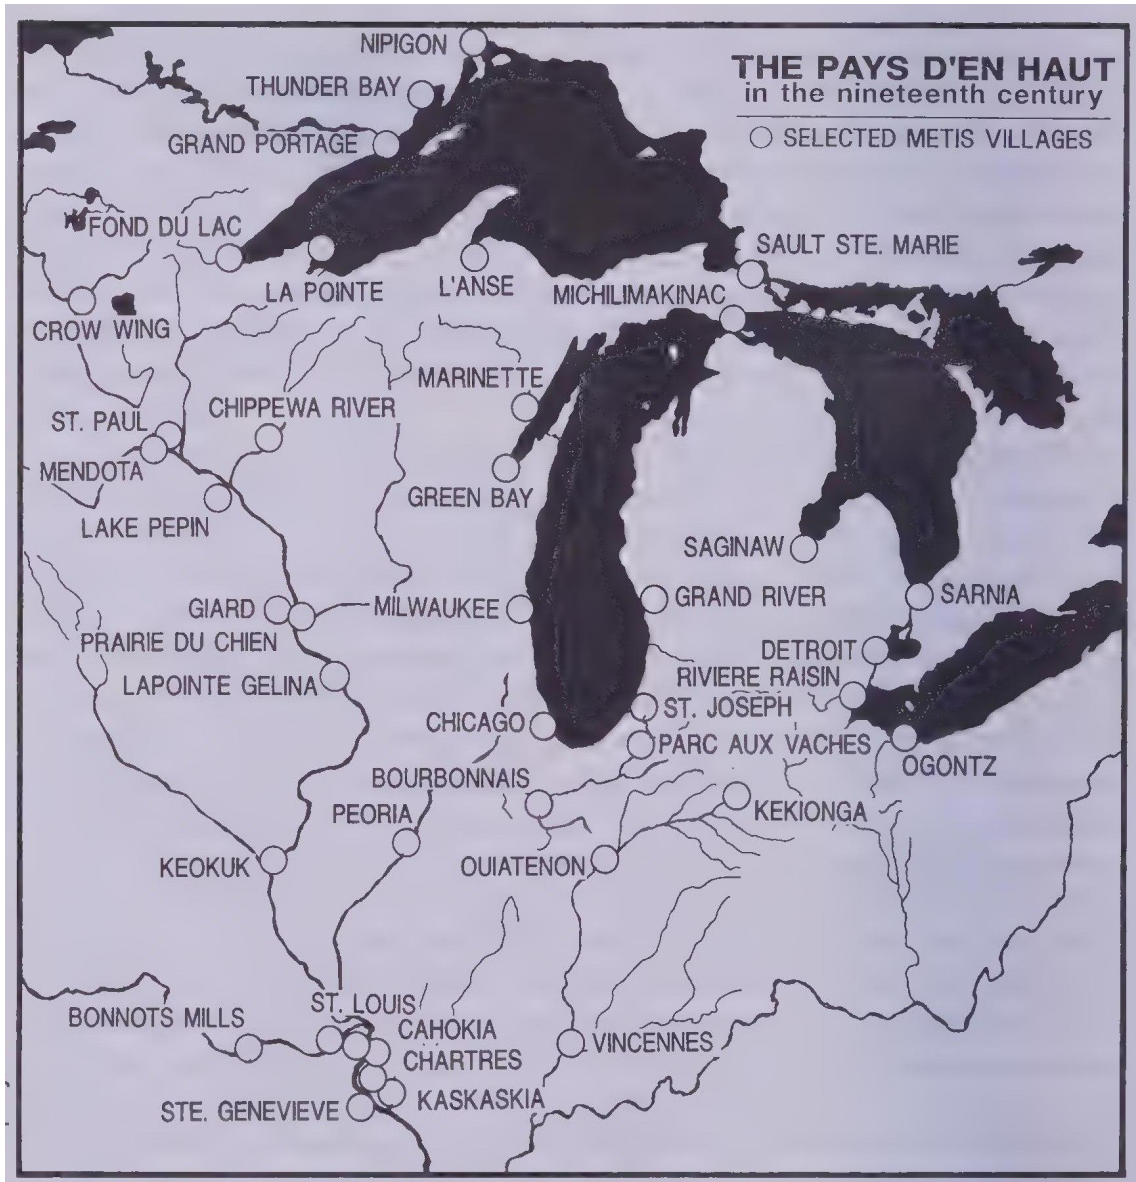 THE PAYS D'EN HAUT
in the nineteenth century
SELECTED METIS VILLAGES
NIPIGON
THUNDER BAY
GRAND PORTAGE
FOND DU LAC
SAULT STE. MARIE
LA POINTE
L'ANSE
MICHILIMAKINAC
CROW WING
MARINETTE
CHIPPEWA RIVER
ST. PAUL
MENDOTA
GREEN BAY
LAKE PEPIN
SAGINAW
GIARD
MILWAUKEE
GRAND RIVER
SARNIA
PRAIRIE DU CHIEN
DETROIT
LAPOINTE GELINA
RIVIERE RAISIN
CHICAGO
ST. JOSEPH
PARC AUX VACHES
OGONTZ
BOURBONNAIS
PEORIA
KEKIONGA
KEOKUK
OUIATENON
ST. LOUIS
BONNOTS MILLS
CAHOKIA
VINCENNES
CHARTRES
KASKASKIA
STE. GENEVIEVE